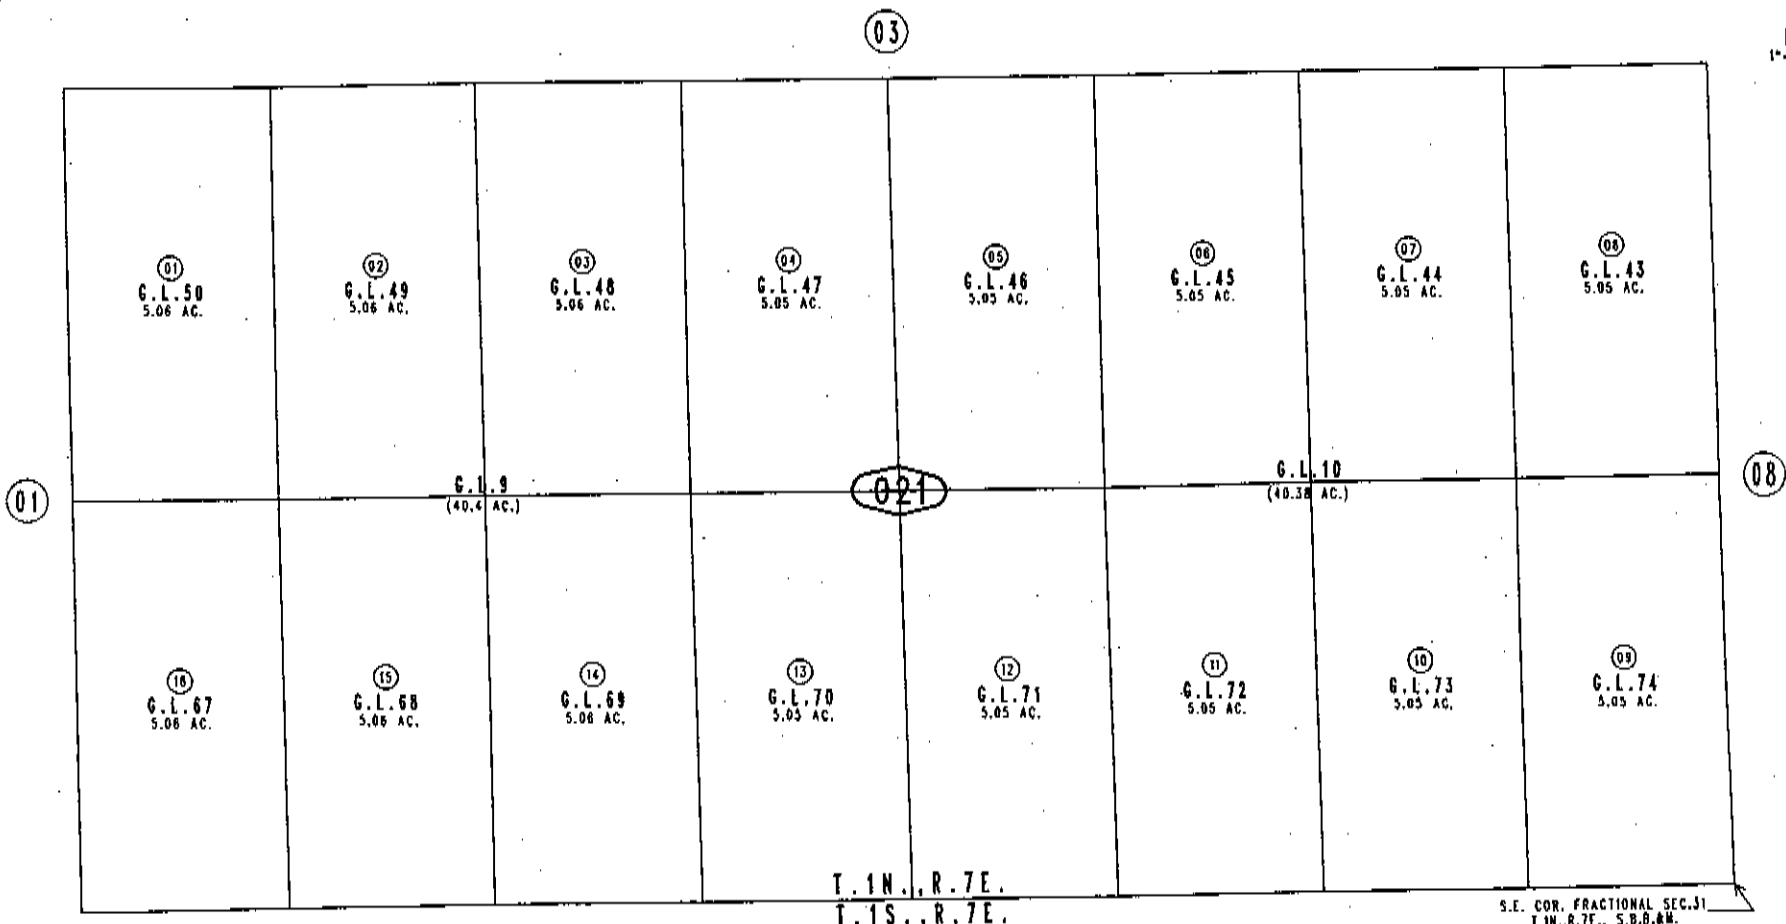 03
01
G.L.50
5.06 AC.
02
G.L.49
5.06 AC.
03
G.L.48
5.06 AC.
04
G.L.47
5.05 AC.
05
G.L.46
5.05 AC.
06
G.L.45
5.05 AC.
07
G.L.44
5.05 AC.
08
G.L.43
5.05 AC.
01
G.L.9
(40.4 AC.)
021
G.L.10
(40.38 AC.)
08
16
G.L.67
5.06 AC.
15
G.L.68
5.06 AC.
14
G.L.69
5.06 AC.
13
G.L.70
5.05 AC.
12
G.L.71
5.05 AC.
11
G.L.72
5.05 AC.
10
G.L.73
5.05 AC.
09
G.L.74
5.05 AC.
T.1N.,R.7E.
T.1S.,R.7E.
S.E. COR. FRACTIONAL SEC.31
T.1N.,R.7E., S.B.B.&M.